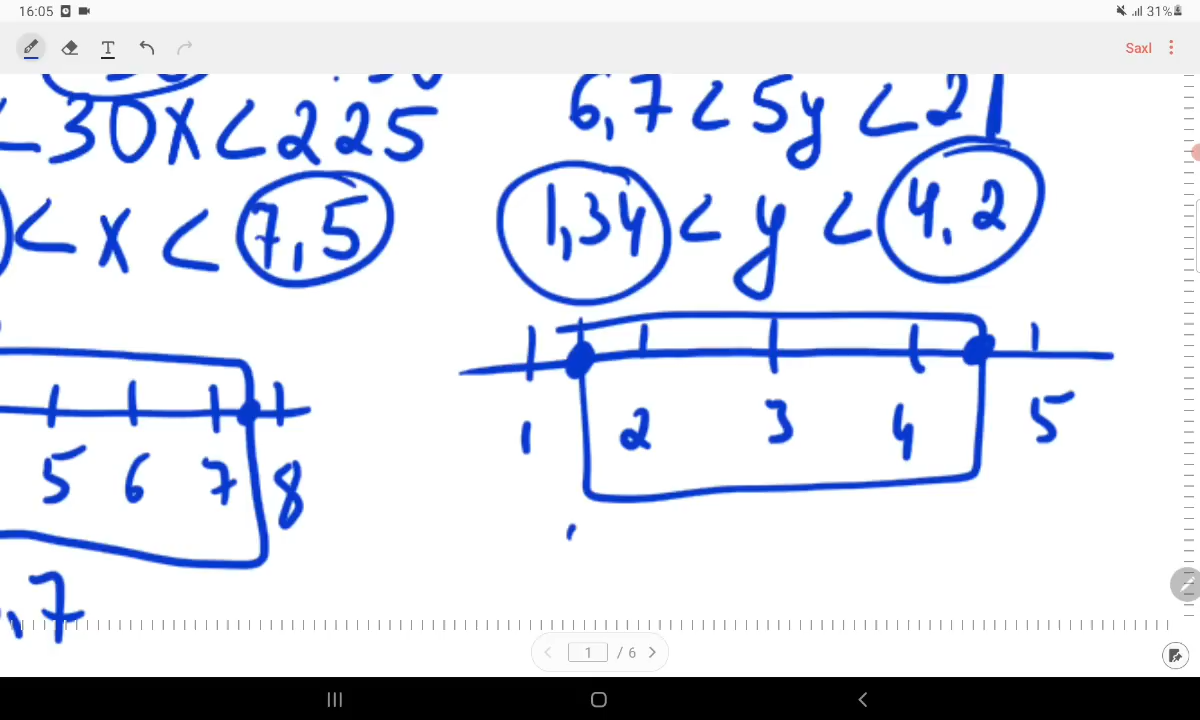 16:05 31%
T Saxl
<30x<225
6,7<5y<21
<x<7,5
1,34<y<4,2
1 2 3 4 5
5 6 7 8
,7
1 / 6